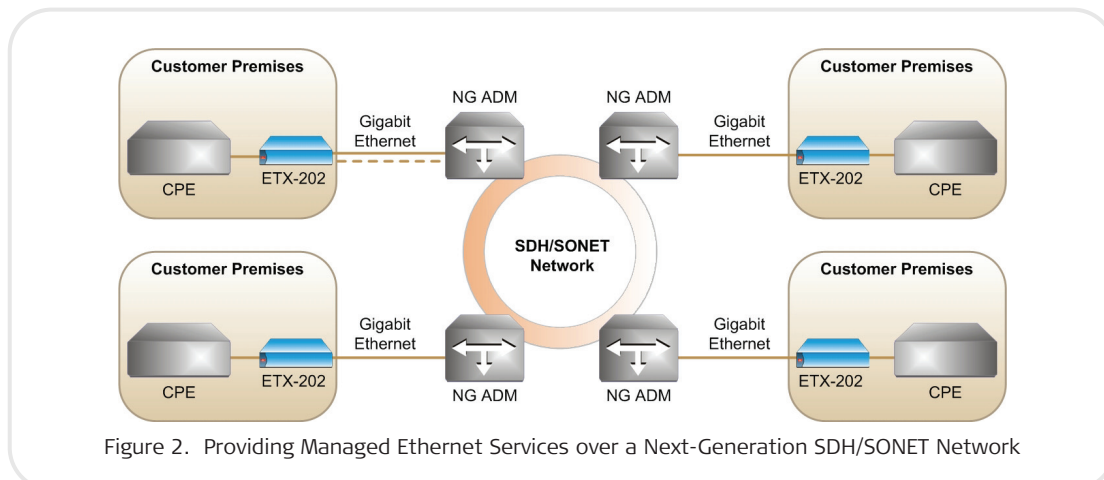 Customer Premises
CPE
ETX-202
Gigabit
Ethernet
NG ADM
NG ADM
Gigabit
Ethernet
Customer Premises
ETX-202
CPE
SDH/SONET
Network
Customer Premises
CPE
ETX-202
Gigabit
Ethernet
NG ADM
NG ADM
Gigabit
Ethernet
Customer Premises
ETX-202
CPE
Figure 2. Providing Managed Ethernet Services over a Next-Generation SDH/SONET Network